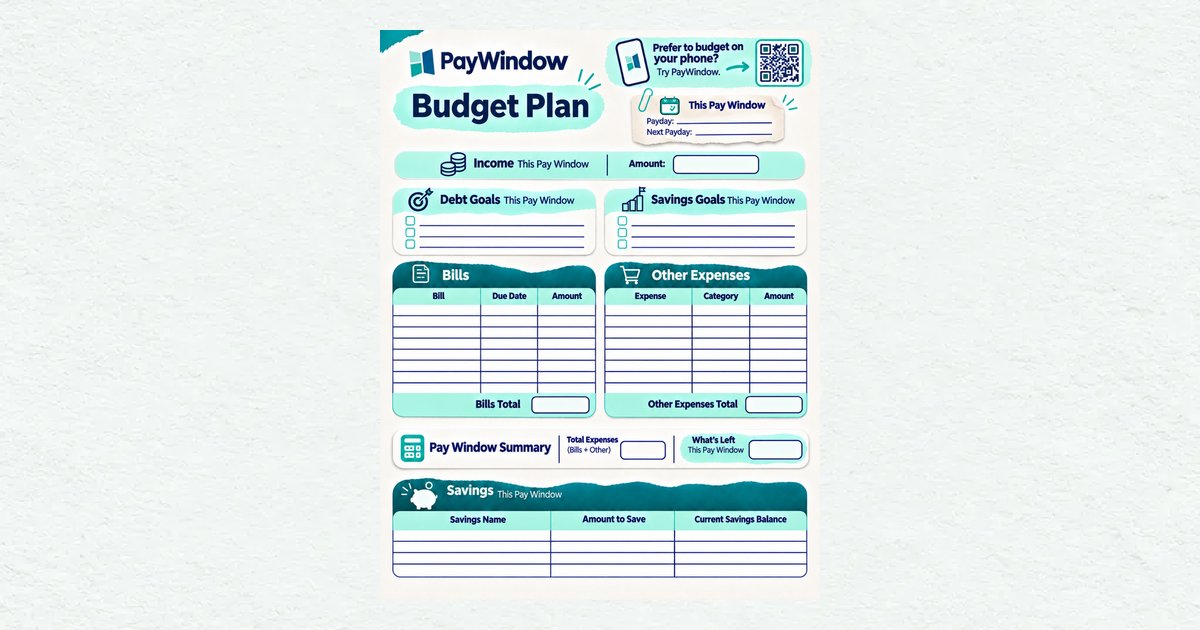 PayWindow
Budget Plan
Prefer to budget on
your phone?
Try PayWindow.
This Pay Window
Payday:
Next Payday:
Income This Pay Window
Amount:
Debt Goals This Pay Window
Savings Goals This Pay Window
Bills
Bill Due Date Amount
Bills Total
Other Expenses
Expense Category Amount
Other Expenses Total
Pay Window Summary
Total Expenses
(Bills + Other)
What's Left
This Pay Window
Savings This Pay Window
Savings Name Amount to Save Current Savings Balance